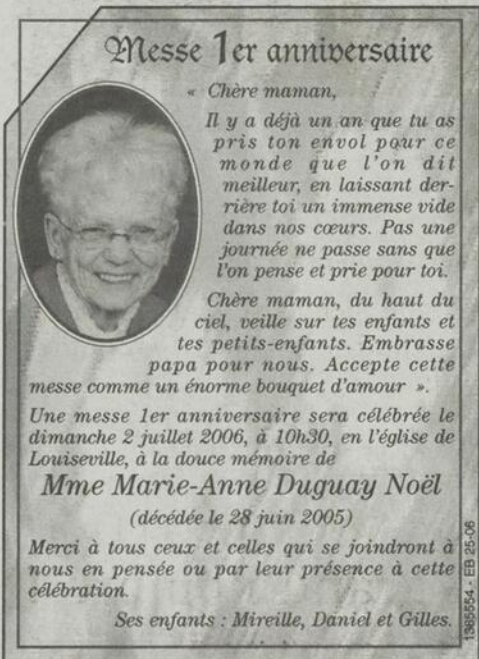 Messe 1er anniversaire
« Chère maman,
Il y a déjà un an que tu as
pris ton envol pour ce
monde que l'on dit
meilleur, en laissant der-
rière toi un immense vide
dans nos cœurs. Pas une
journée ne passe sans que
l'on pense et prie pour toi.
Chère maman, du haut du
ciel, veille sur tes enfants et
tes petits-enfants. Embrasse
papa pour nous. Accepte cette
messe comme un énorme bouquet d'amour ».
Une messe 1er anniversaire sera célébrée le
dimanche 2 juillet 2006, à 10h30, en l'église de
Louiseville, à la douce mémoire de
Mme Marie-Anne Duguay Noël
(décédée le 28 juin 2005)
Merci à tous ceux et celles qui se joindront à
nous en pensée ou par leur présence à cette
célébration.
Ses enfants : Mireille, Daniel et Gilles.
1385554 - EB 25-06